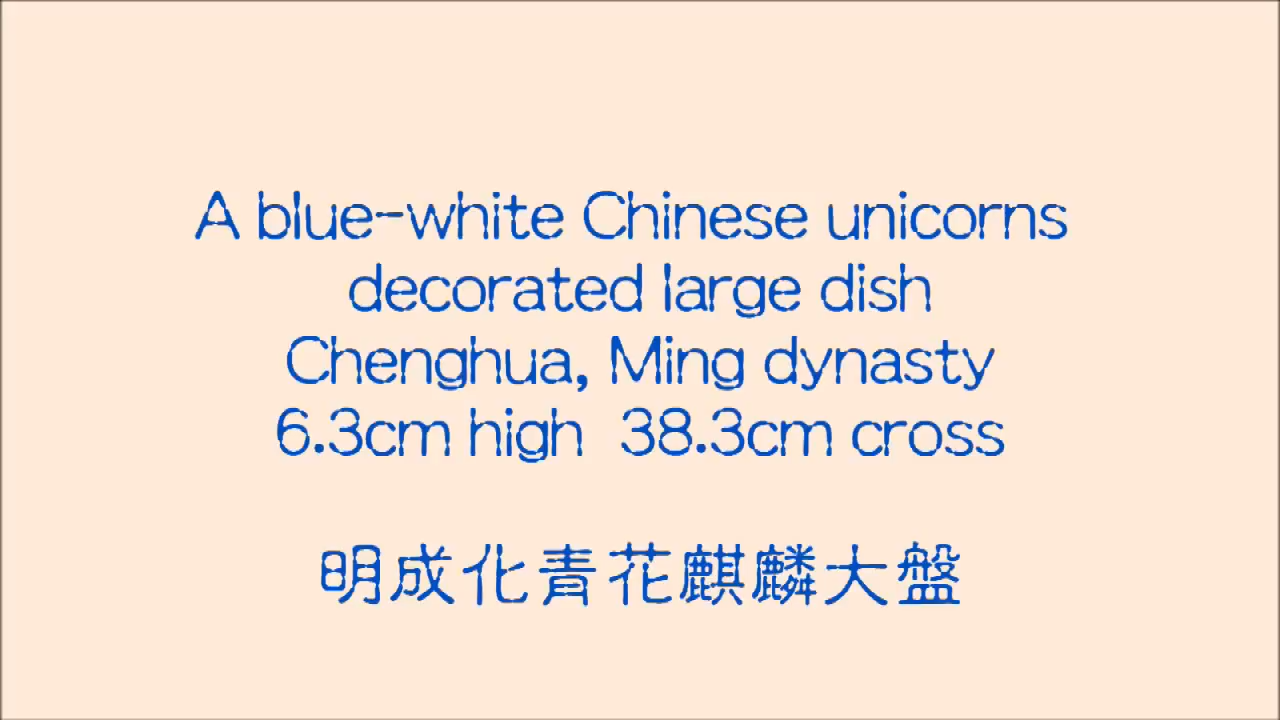 A blue-white Chinese unicorns
decorated large dish
Chenghua, Ming dynasty
6.3cm high  38.3cm cross
明成化青花麒麟大盤